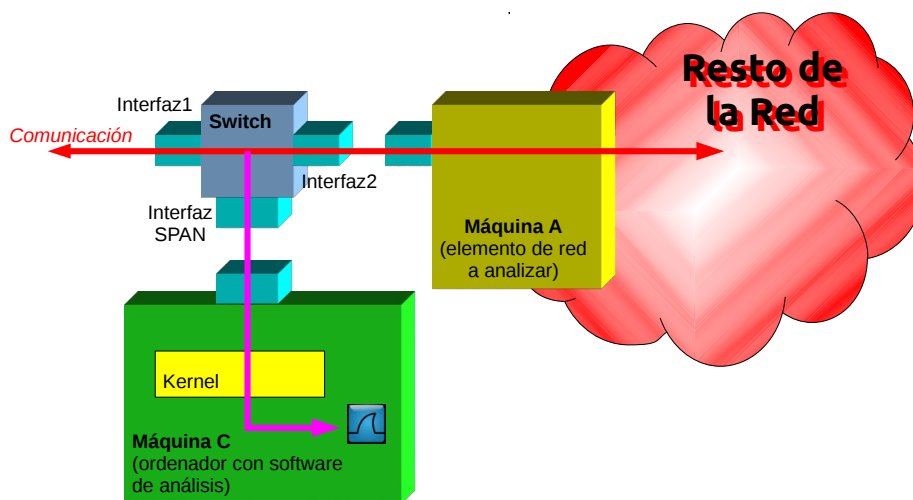 Resto de
la Red
Interfaz1
Switch
Comunicación
Interfaz2
Interfaz
SPAN
Máquina A
(elemento de red
a analizar)
Kernel
Máquina C
(ordenador con software
de análisis)